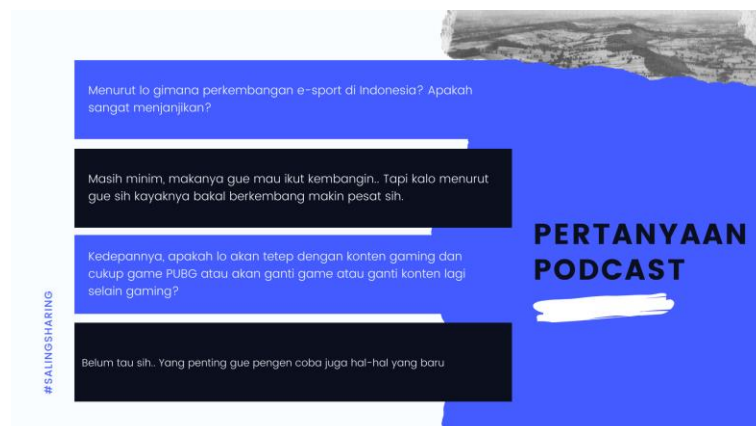 Menurut lo gimana perkembangan e-sport di Indonesia? Apakah
sangat menjanjikan?
Masih minim, makanya gue mau ikut kembangin.. Tapi kalo menurut
gue sih kayaknya bakal berkembang makin pesat sih.
Kedepannya, apakah lo akan tetep dengan konten gaming dan
cukup game PUBG atau akan ganti game atau ganti konten lagi
selain gaming?
Belum tau sih.. Yang penting gue pengen coba juga hal-hal yang baru
PERTANYAAN
PODCAST
#SALINGSHARING